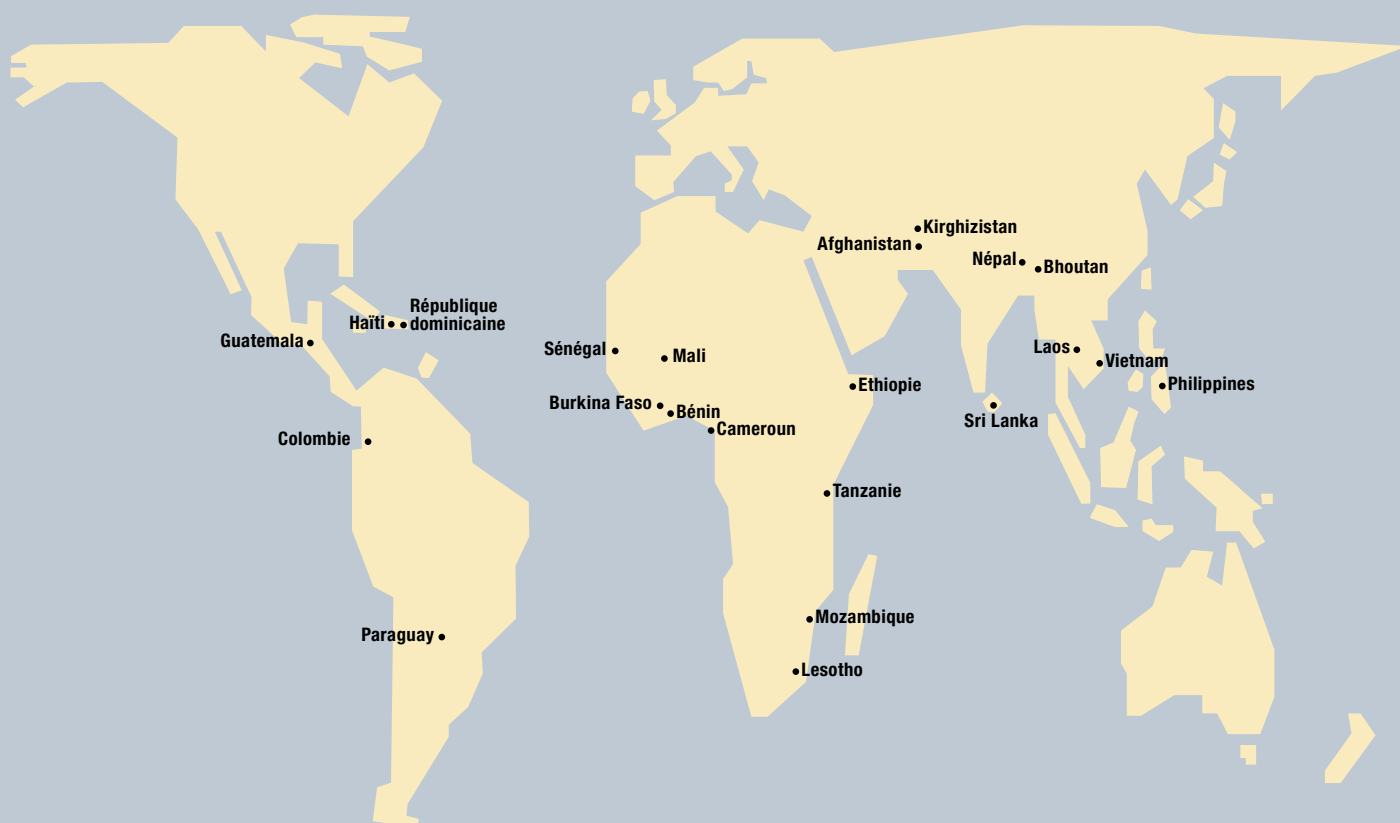 Kirghizistan
Afghanistan
Népal
Bhoutan
République
dominicaine
Haïti
Guatemala
Sénégal
Mali
Laos
Vietnam
Ethiopie
Philippines
Burkina Faso
Bénin
Sri Lanka
Cameroun
Colombie
Tanzanie
Mozambique
Paraguay
Lesotho